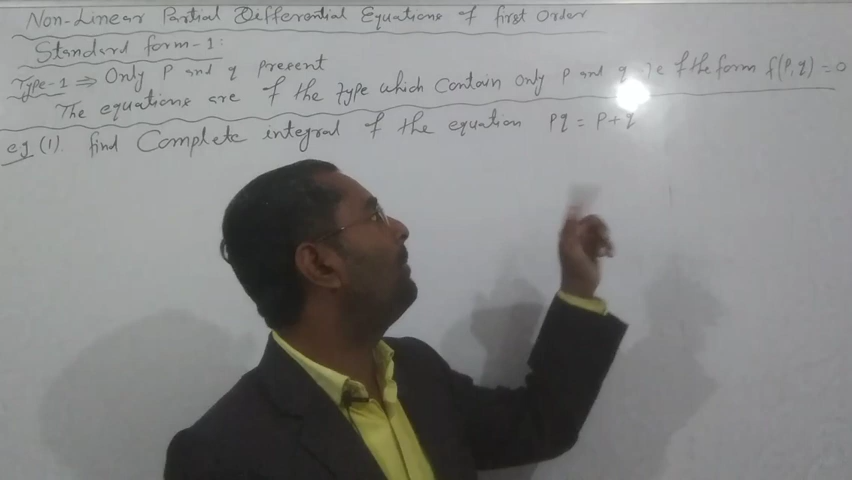 Non-Linear Partial Differential Equations of first Order
Standard form-1:
Type-1 ⇒ Only P and q present
The equations are of the type which Contain only P and q ie of the form f(P,q)=0
eg (1). find Complete integral of the equation Pq = P+q